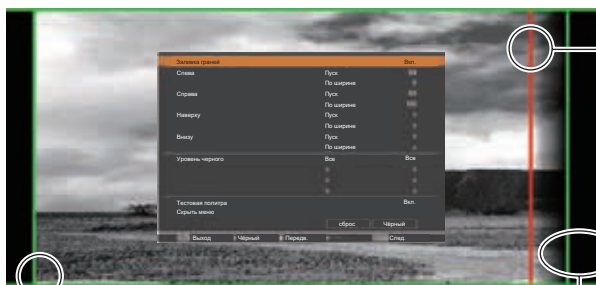 Заливка граней Вкл.
Слева Пуск
По ширине
Справа Пуск
По ширине
Наверху Пуск
По ширине
Внизу Пуск
По ширине
Уровень черного Все Все
Тестовая политра Вкл.
Скрыть меню
сброс Чёрный
Выход Чёрный Передв. След.